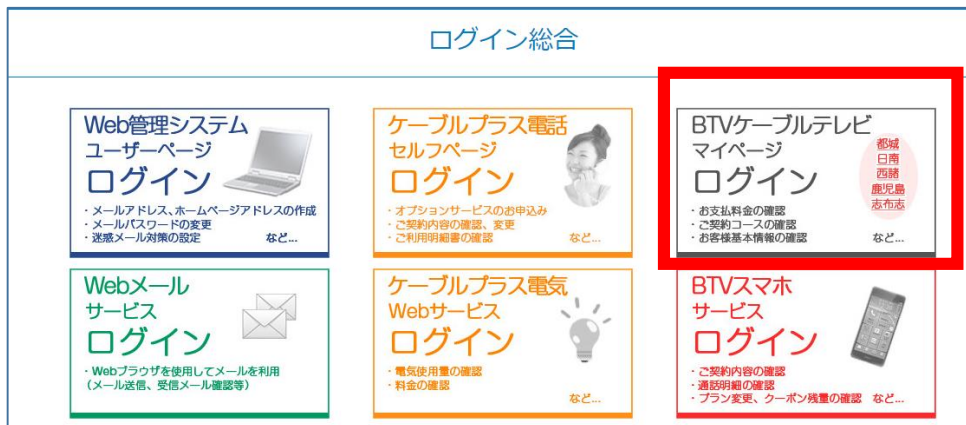 ログイン総合
Web管理システム
ユーザーページ
ログイン
・メールアドレス、ホームページアドレスの作成
・メールパスワードの変更
・迷惑メール対策の設定 など...
ケーブルプラス電話
セルフページ
ログイン
・オプションサービスのお申込み
・ご契約内容の確認、変更
・ご利用明細書の確認 など...
BTVケーブルテレビ
マイページ
ログイン
都城
日南
西諸
鹿児島
志布志
・お支払料金の確認
・ご契約コースの確認
・お客様基本情報の確認 など...
Webメール
サービス
ログイン
・Webブラウザを使用してメールを利用
（メール送信、受信メール確認等）
ケーブルプラス電気
Webサービス
ログイン
・電気使用量の確認
・料金の確認
など...
BTVスマホ
サービス
ログイン
・ご契約内容の確認
・通話明細の確認
・プラン変更、クーポン残量の確認 など...